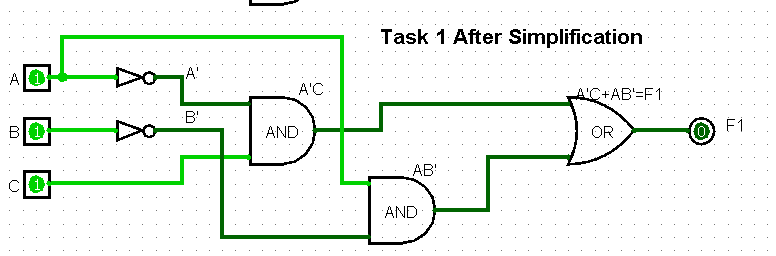 Task 1 After Simplification
A 1
A'
A'C
A'C+AB'=F1
B'
B 1
AND
OR
0
F1
C 1
AB'
AND